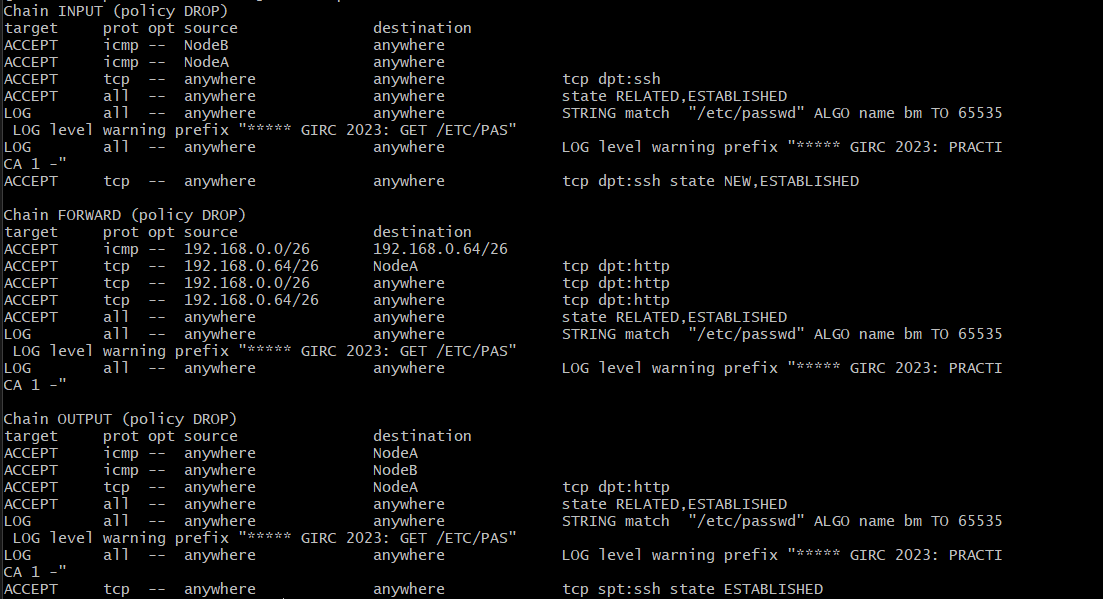 Chain INPUT (policy DROP)
target     prot opt source               destination
ACCEPT     icmp --  NodeB                anywhere
ACCEPT     icmp --  NodeA                anywhere
ACCEPT     tcp  --  anywhere             anywhere             tcp dpt:ssh
ACCEPT     all  --  anywhere             anywhere             state RELATED,ESTABLISHED
LOG        all  --  anywhere             anywhere             STRING match  "/etc/passwd" ALGO name bm TO 65535
 LOG level warning prefix "***** GIRC 2023: GET /ETC/PAS"
LOG        all  --  anywhere             anywhere             LOG level warning prefix "***** GIRC 2023: PRACTI
CA 1 -"
ACCEPT     tcp  --  anywhere             anywhere             tcp dpt:ssh state NEW,ESTABLISHED

Chain FORWARD (policy DROP)
target     prot opt source               destination
ACCEPT     icmp --  192.168.0.0/26       192.168.0.64/26
ACCEPT     tcp  --  192.168.0.64/26      NodeA                tcp dpt:http
ACCEPT     tcp  --  192.168.0.0/26       anywhere             tcp dpt:http
ACCEPT     tcp  --  192.168.0.64/26      anywhere             tcp dpt:http
ACCEPT     all  --  anywhere             anywhere             state RELATED,ESTABLISHED
LOG        all  --  anywhere             anywhere             STRING match  "/etc/passwd" ALGO name bm TO 65535
 LOG level warning prefix "***** GIRC 2023: GET /ETC/PAS"
LOG        all  --  anywhere             anywhere             LOG level warning prefix "***** GIRC 2023: PRACTI
CA 1 -"

Chain OUTPUT (policy DROP)
target     prot opt source               destination
ACCEPT     icmp --  anywhere             NodeA
ACCEPT     icmp --  anywhere             NodeB
ACCEPT     tcp  --  anywhere             NodeA                tcp dpt:http
ACCEPT     all  --  anywhere             anywhere             state RELATED,ESTABLISHED
LOG        all  --  anywhere             anywhere             STRING match  "/etc/passwd" ALGO name bm TO 65535
 LOG level warning prefix "***** GIRC 2023: GET /ETC/PAS"
LOG        all  --  anywhere             anywhere             LOG level warning prefix "***** GIRC 2023: PRACTI
CA 1 -"
ACCEPT     tcp  --  anywhere             anywhere             tcp spt:ssh state ESTABLISHED